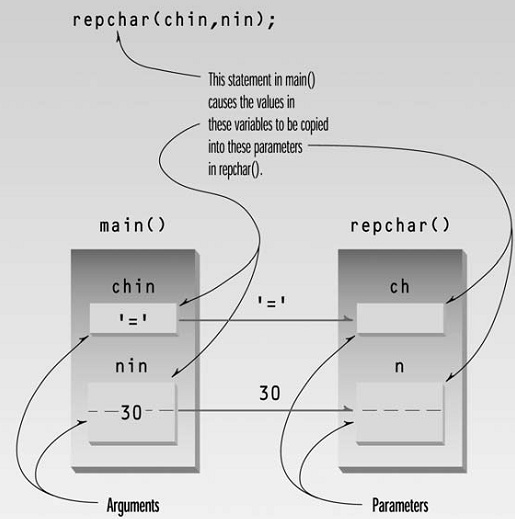 repchar(chin,nin);
This statement in main()
causes the values in
these variables to be copied
into these parameters
in repchar().
main()
repchar()
chin
ch
'='
'='
nin
n
30
30
Arguments
Parameters